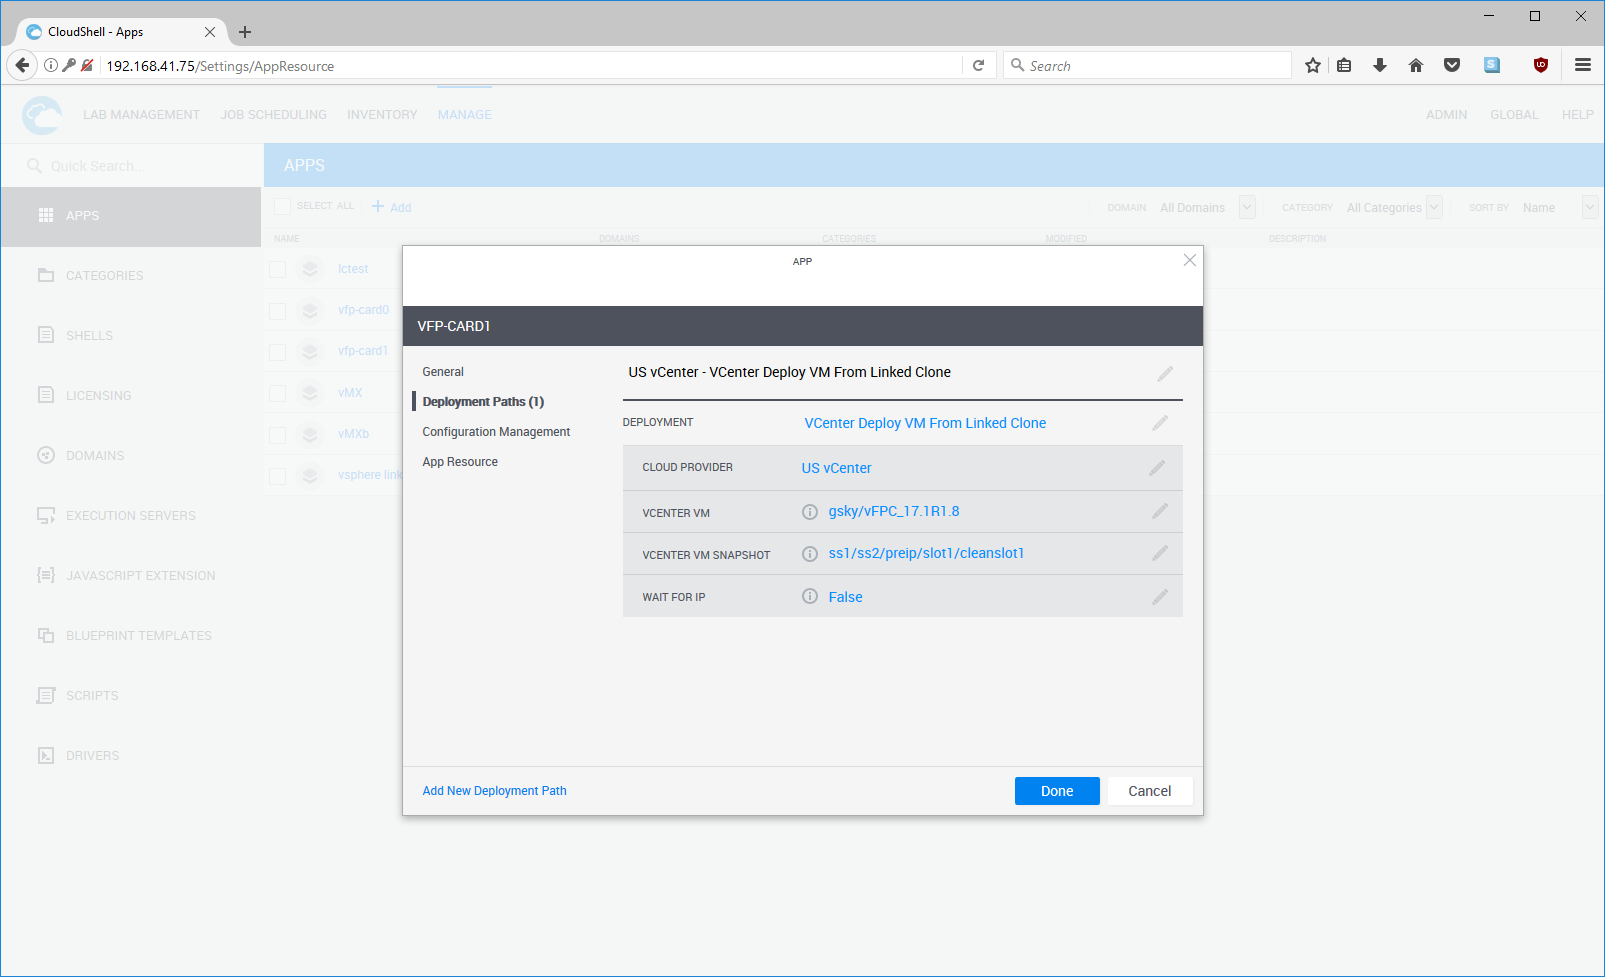 CloudShell - Apps
192.168.41.75/Settings/AppResource
Search
LAB MANAGEMENT JOB SCHEDULING INVENTORY MANAGE ADMIN GLOBAL HELP
Quick Search...
APPS
APPS
SELECT ALL Add DOMAIN All Domains CATEGORY All Categories SORT BY Name
NAME DOMAINS CATEGORIES MODIFIED DESCRIPTION
CATEGORIES
SHELLS
LICENSING
DOMAINS
EXECUTION SERVERS
JAVASCRIPT EXTENSION
BLUEPRINT TEMPLATES
SCRIPTS
DRIVERS
lctest
vfp-card0
vfp-card1
vMX
vMXb
vsphere link
APP
VFP-CARD1
General
Deployment Paths (1)
Configuration Management
App Resource
US vCenter - VCenter Deploy VM From Linked Clone
DEPLOYMENT VCenter Deploy VM From Linked Clone
CLOUD PROVIDER US vCenter
VCENTER VM gsky/vFPC_17.1R1.8
VCENTER VM SNAPSHOT ss1/ss2/preip/slot1/cleanslot1
WAIT FOR IP False
Add New Deployment Path
Done Cancel